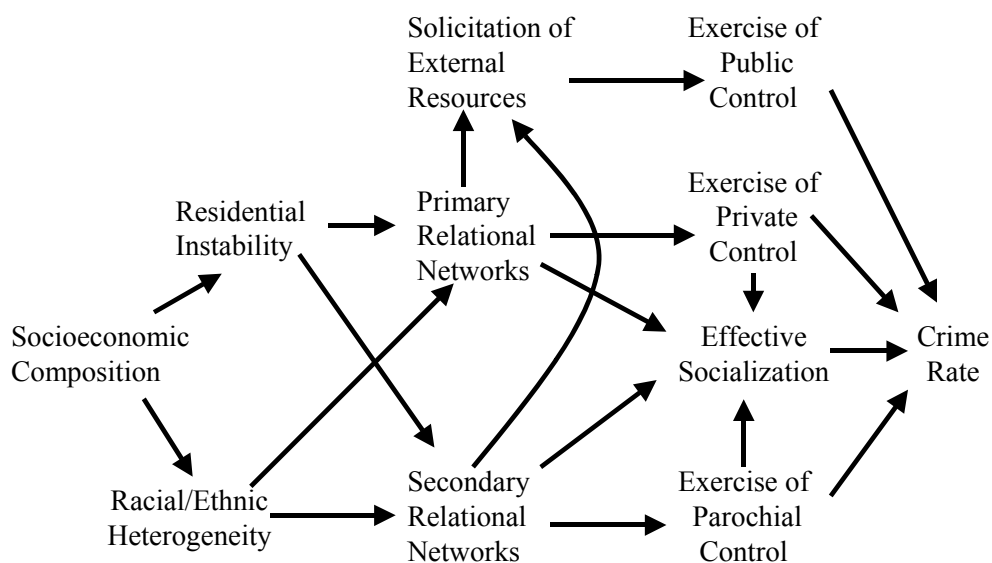 Solicitation of
External
Resources
Exercise of
Public
Control
Residential
Instability
Primary
Relational
Networks
Exercise of
Private
Control
Socioeconomic
Composition
Effective
Socialization
Crime
Rate
Racial/Ethnic
Heterogeneity
Secondary
Relational
Networks
Exercise of
Parochial
Control